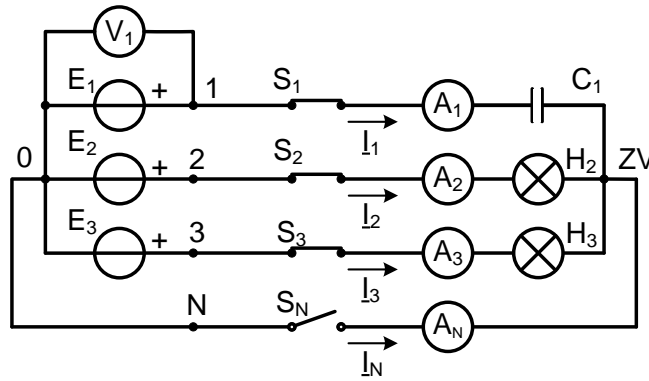 V1
E1 + 1 S1 A1 C1
I1
0 E2 + 2 S2 A2 H2 ZV
I2
E3 + 3 S3 A3 H3
I3
N SN AN
IN